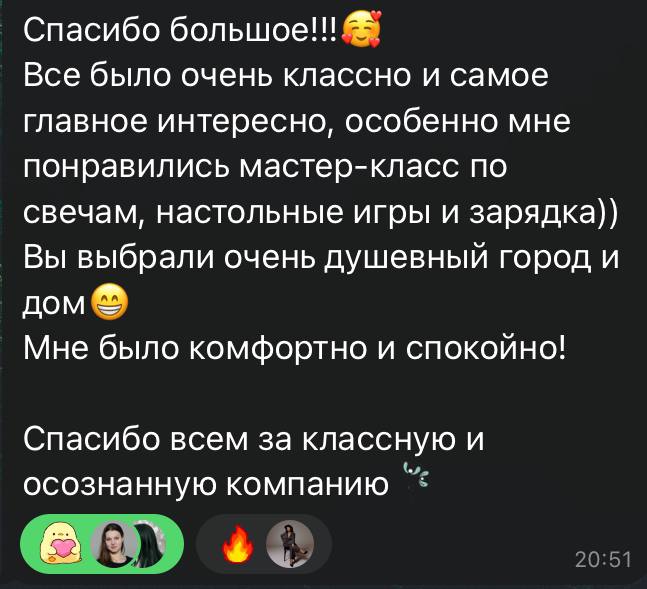 Спасибо большое!!!🥰
Все было очень классно и самое
главное интересно, особенно мне
понравились мастер-класс по
свечам, настольные игры и зарядка))
Вы выбрали очень душевный город и
дом😁
Мне было комфортно и спокойно!
Спасибо всем за классную и
осознанную компанию
20:51